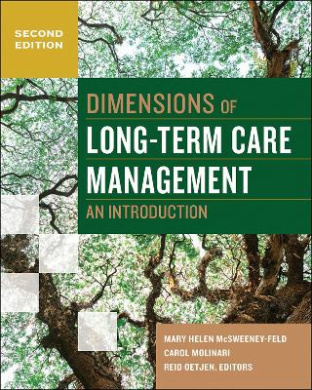 SECOND
EDITION
DIMENSIONS OF
LONG-TERM CARE
MANAGEMENT
AN INTRODUCTION
MARY HELEN McSWEENEY-FELD
CAROL MOLINARI
REID OETJEN, EDITORS